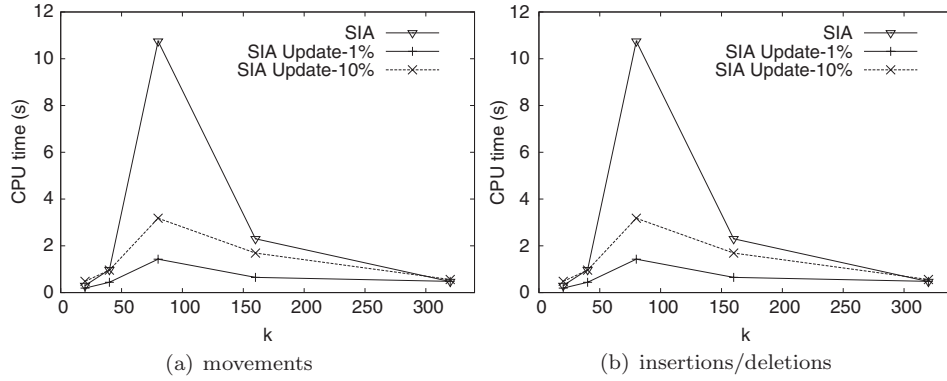 12
10
8
6
4
2
0
CPU time (s)
SIA
SIA Update-1%
SIA Update-10%
0 50 100 150 200 250 300
k
(a) movements
12
10
8
6
4
2
0
CPU time (s)
SIA
SIA Update-1%
SIA Update-10%
0 50 100 150 200 250 300
k
(b) insertions/deletions